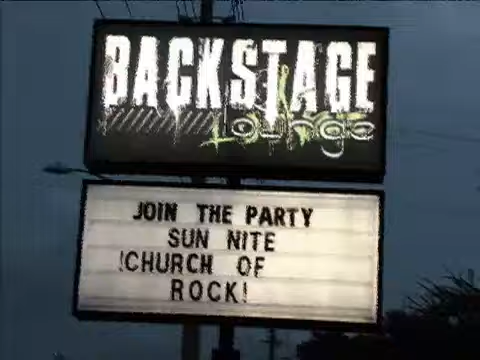 BACKSTAGE
Lounge
JOIN THE PARTY
SUN NITE
!CHURCH OF
ROCK!